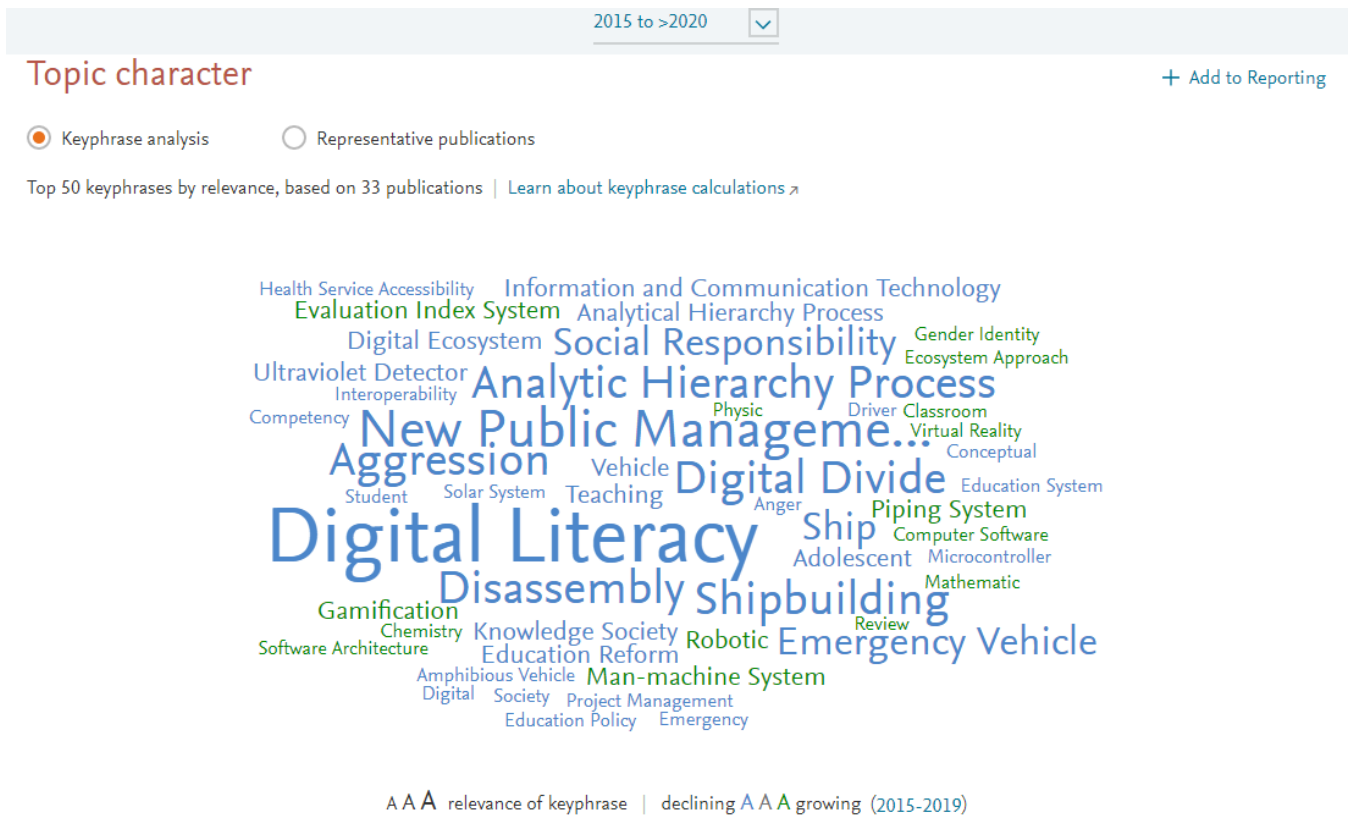 2015 to >2020
Topic character
+ Add to Reporting
Keyphrase analysis
Representative publications
Top 50 keyphrases by relevance, based on 33 publications | Learn about keyphrase calculations ↗
Health Service Accessibility
Information and Communication Technology
Evaluation Index System
Analytical Hierarchy Process
Digital Ecosystem
Social Responsibility
Gender Identity
Ecosystem Approach
Ultraviolet Detector
Analytic Hierarchy Process
Interoperability
Competency
New Public Manageme...
Physic
Driver
Classroom
Virtual Reality
Aggression
Vehicle
Digital Divide
Conceptual
Student
Solar System
Teaching
Anger
Education System
Digital Literacy
Ship
Piping System
Computer Software
Adolescent
Microcontroller
Disassembly
Shipbuilding
Mathematic
Gamification
Chemistry
Knowledge Society
Robotic
Review
Emergency Vehicle
Software Architecture
Education Reform
Amphibious Vehicle
Man-machine System
Digital
Society
Project Management
Education Policy
Emergency
A A A relevance of keyphrase | declining A A A growing (2015-2019)